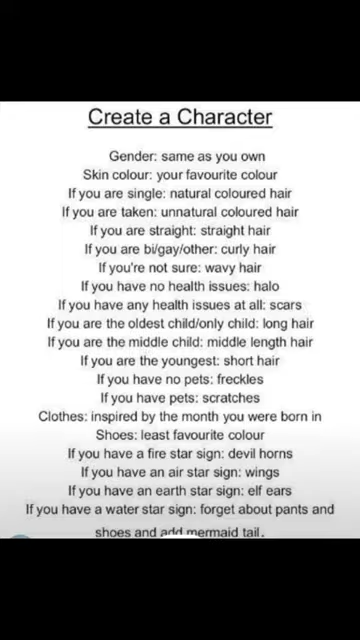 Create a Character
Gender: same as you own
Skin colour: your favourite colour
If you are single: natural coloured hair
If you are taken: unnatural coloured hair
If you are straight: straight hair
If you are bi/gay/other: curly hair
If you're not sure: wavy hair
If you have no health issues: halo
If you have any health issues at all: scars
If you are the oldest child/only child: long hair
If you are the middle child: middle length hair
If you are the youngest: short hair
If you have no pets: freckles
If you have pets: scratches
Clothes: inspired by the month you were born in
Shoes: least favourite colour
If you have a fire star sign: devil horns
If you have an air star sign: wings
If you have an earth star sign: elf ears
If you have a water star sign: forget about pants and
shoes and add mermaid tail.